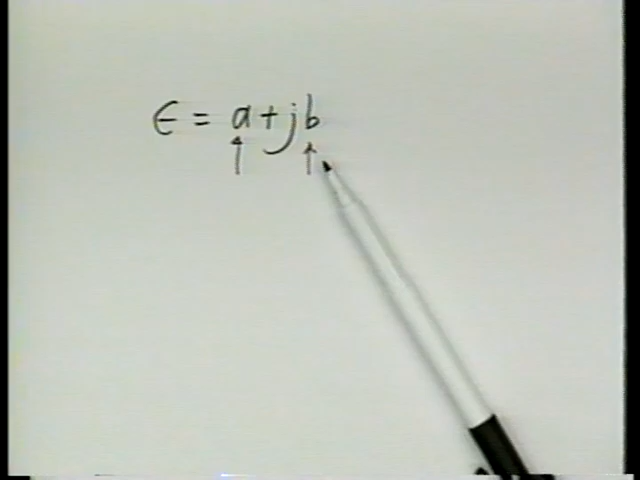 ϵ = a + jb